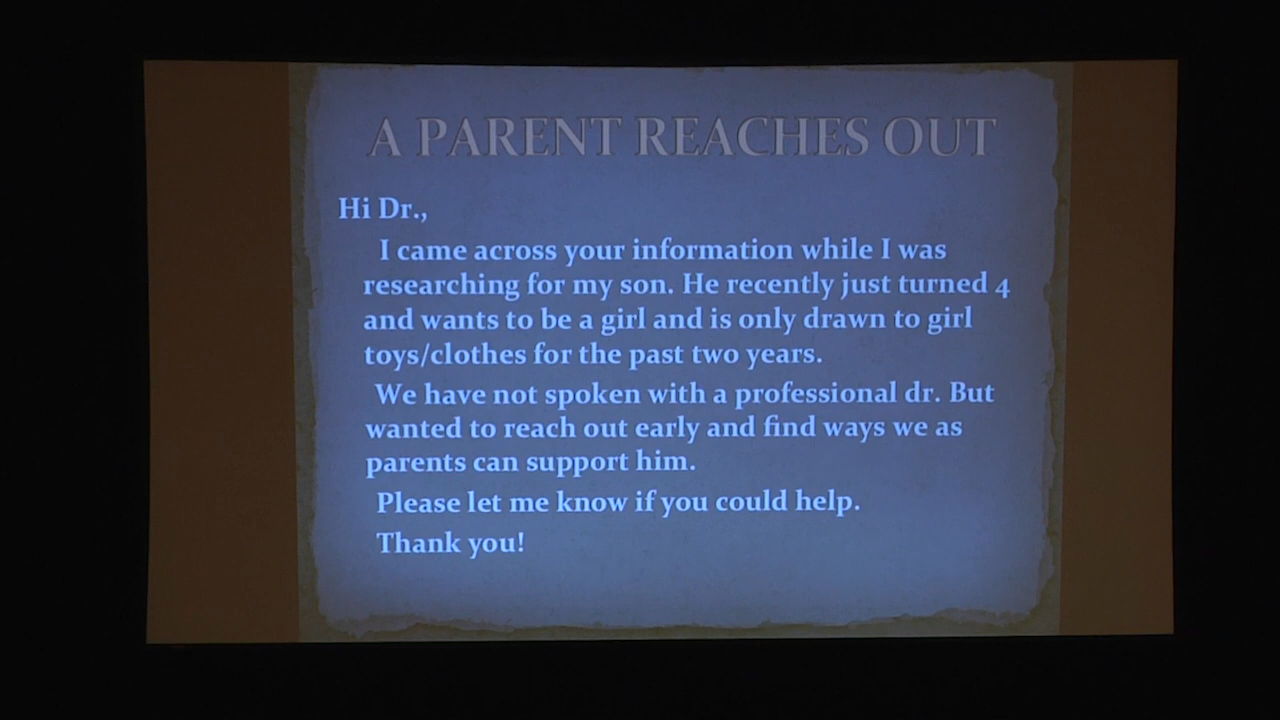 A PARENT REACHES OUT
Hi Dr.,
I came across your information while I was
researching for my son. He recently just turned 4
and wants to be a girl and is only drawn to girl
toys/clothes for the past two years.
We have not spoken with a professional dr. But
wanted to reach out early and find ways we as
parents can support him.
Please let me know if you could help.
Thank you!